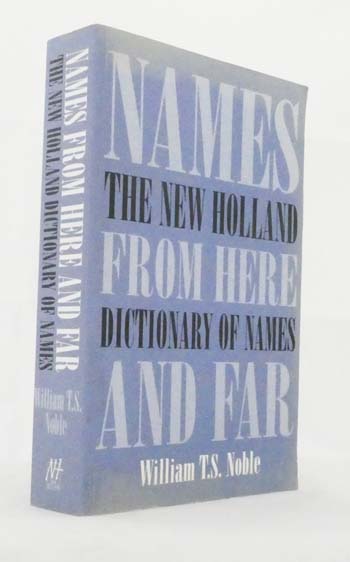 NAMES
THE NEW HOLLAND
FROM HERE
DICTIONARY OF NAMES
AND FAR
William T.S. Noble
NAMES FROM HERE AND FAR
THE NEW HOLLAND DICTIONARY OF NAMES
William T.S.
Noble
NH